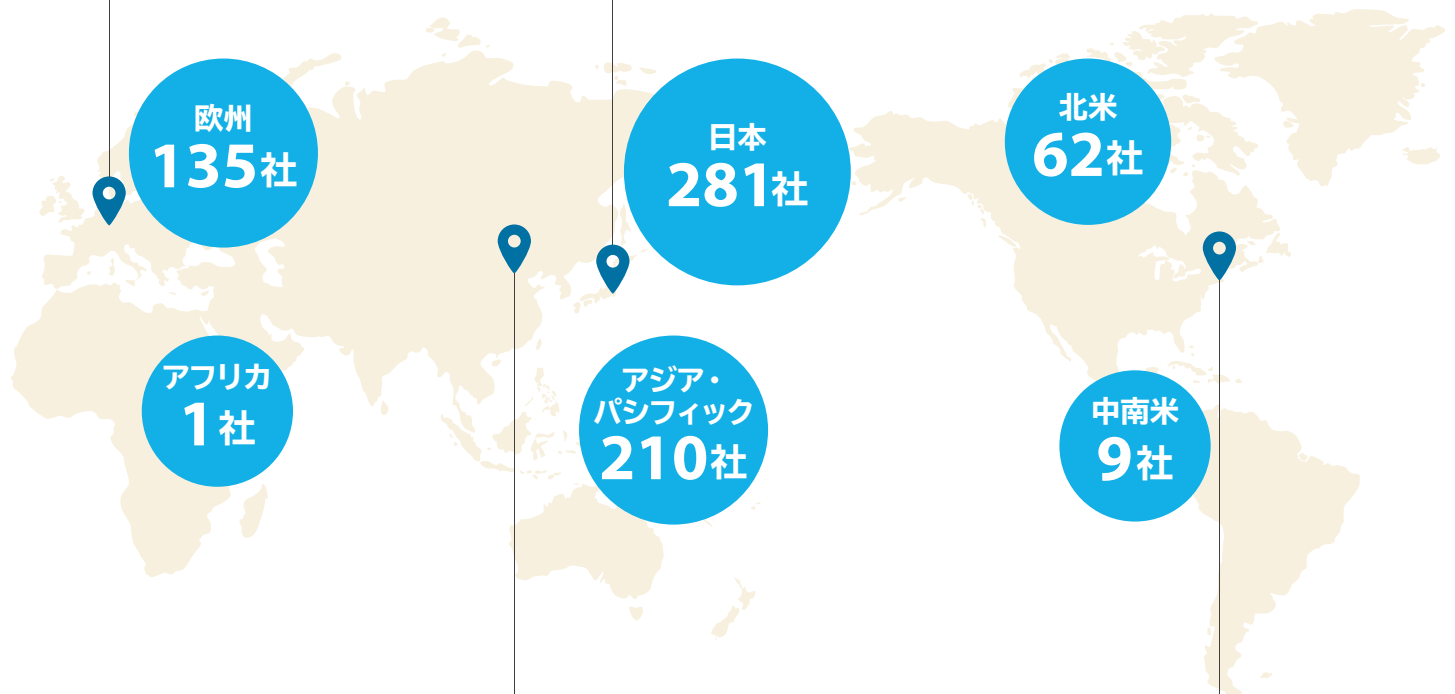 欧州
135社
日本
281社
北米
62社
アフリカ
1社
アジア・
パシフィック
210社
中南米
9社